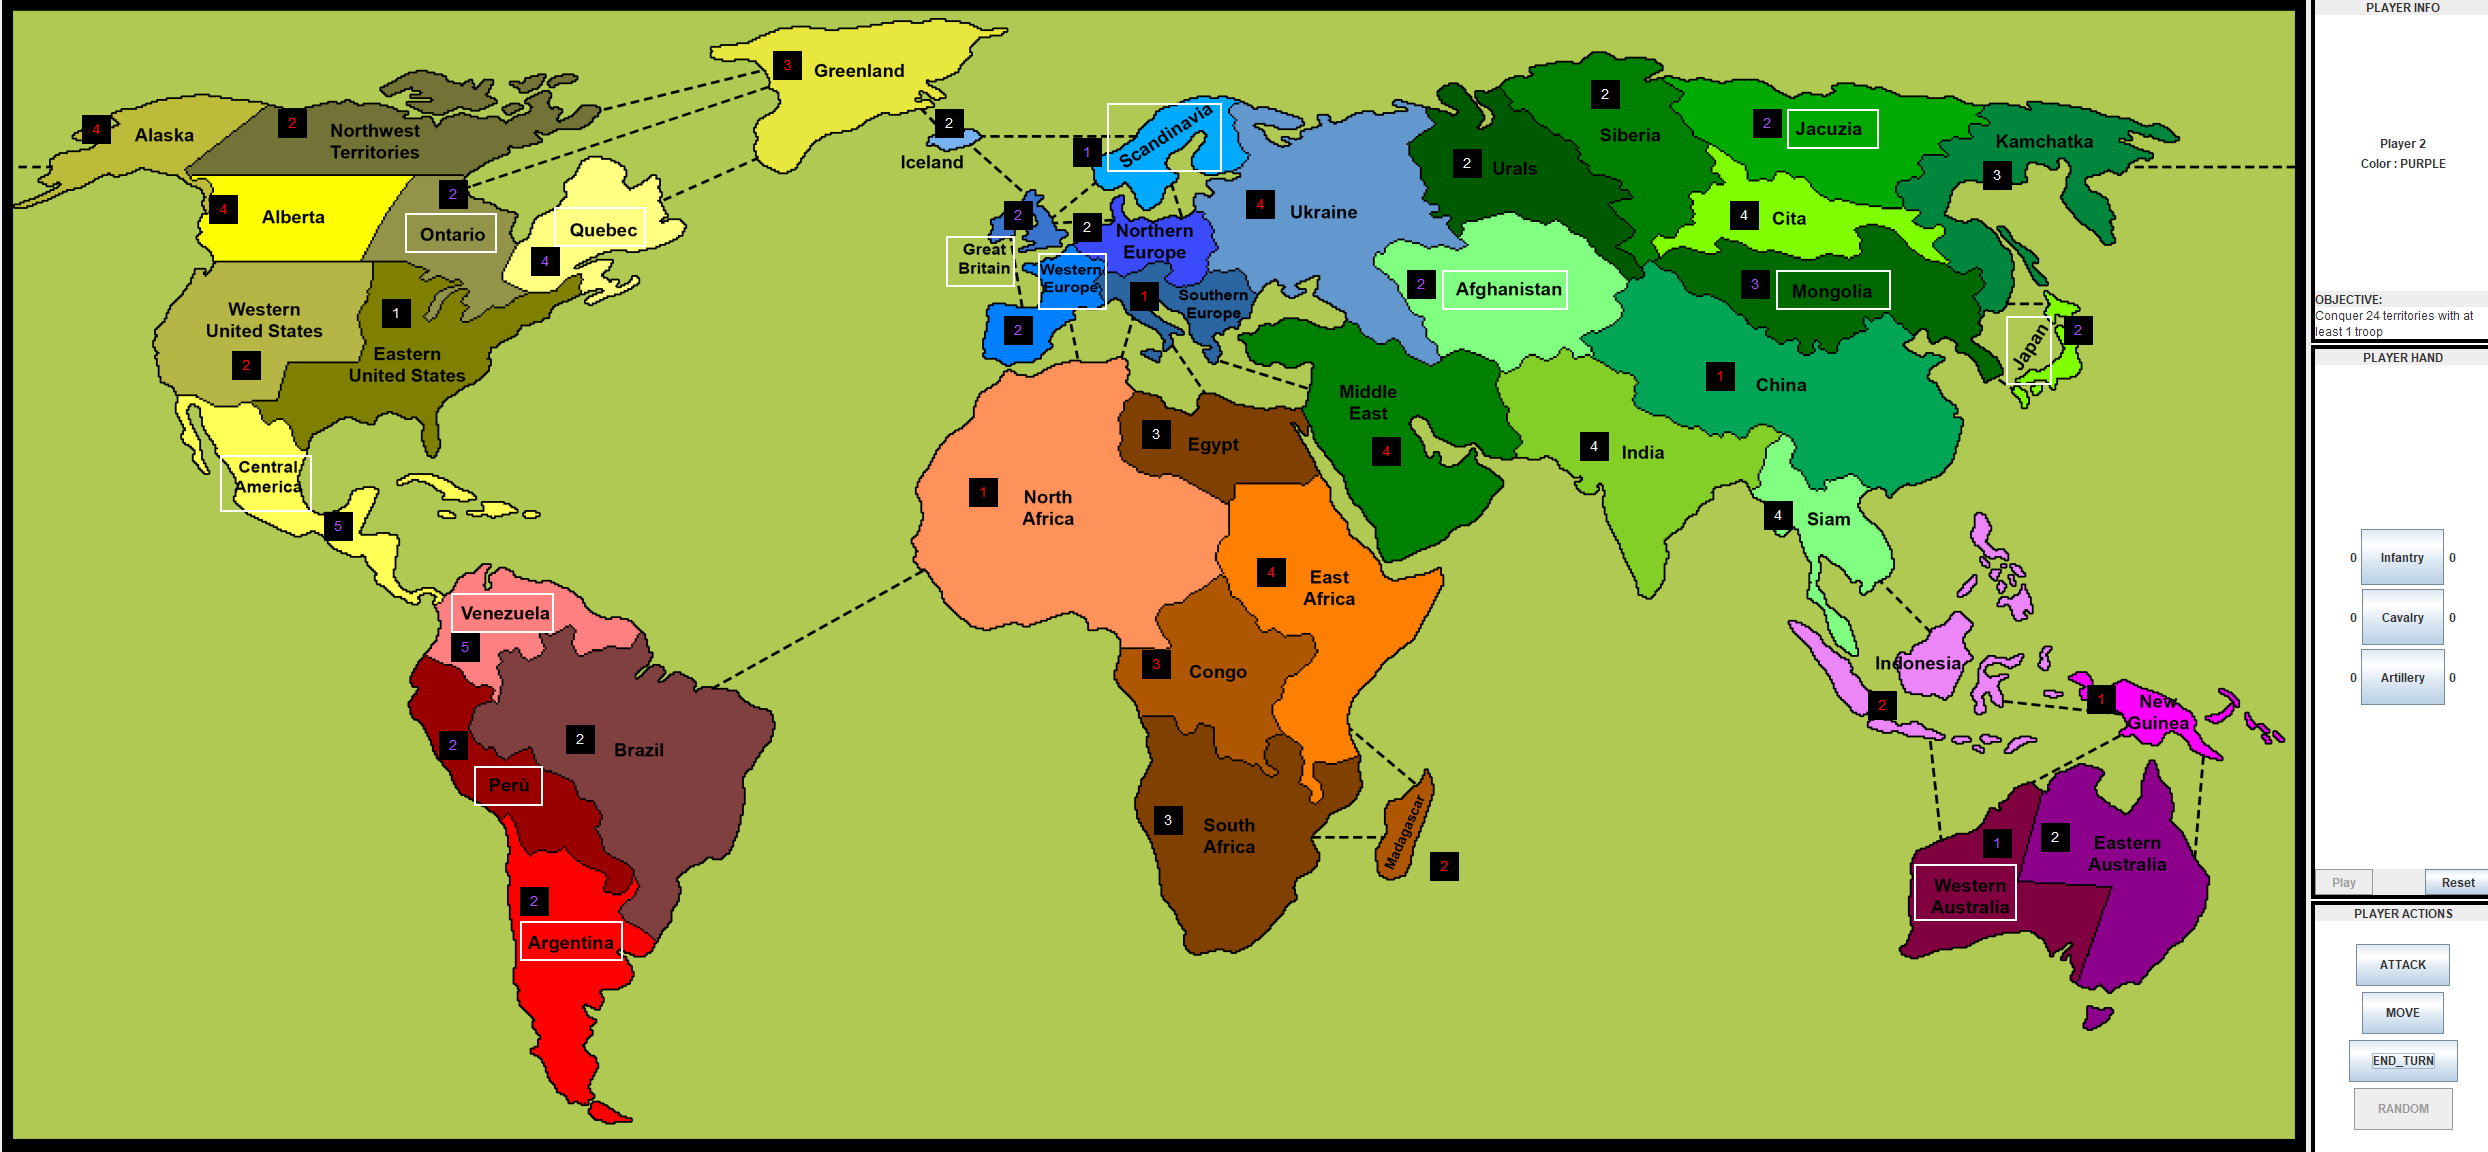 4
Alaska
2
Northwest
Territories
3
Greenland
4
Alberta
2
Ontario
Quebec
4
Western
United States
2
1
Eastern
United States
Central
America
5
Venezuela
5
2
Perù
2
Brazil
2
Argentina
2
Iceland
1
Scandinavia
2
Great
Britain
2
Northern
Europe
Western
Europe
2
1
Southern
Europe
4
Ukraine
2
Urals
2
Siberia
2
Jacuzia
Kamchatka
3
4
Cita
2
Afghanistan
3
Mongolia
Japan
2
1
China
Middle
East
4
4
India
4
Siam
3
Egypt
1
North
Africa
4
East
Africa
3
Congo
3
South
Africa
Madagascar
2
Indonesia
2
1
New
Guinea
1
Western
Australia
2
Eastern
Australia
PLAYER INFO
Player 2
Color : PURPLE
OBJECTIVE:
Conquer 24 territories with at
least 1 troop
PLAYER HAND
0 Infantry 0
0 Cavalry 0
0 Artillery 0
Play Reset
PLAYER ACTIONS
ATTACK
MOVE
END_TURN
RANDOM